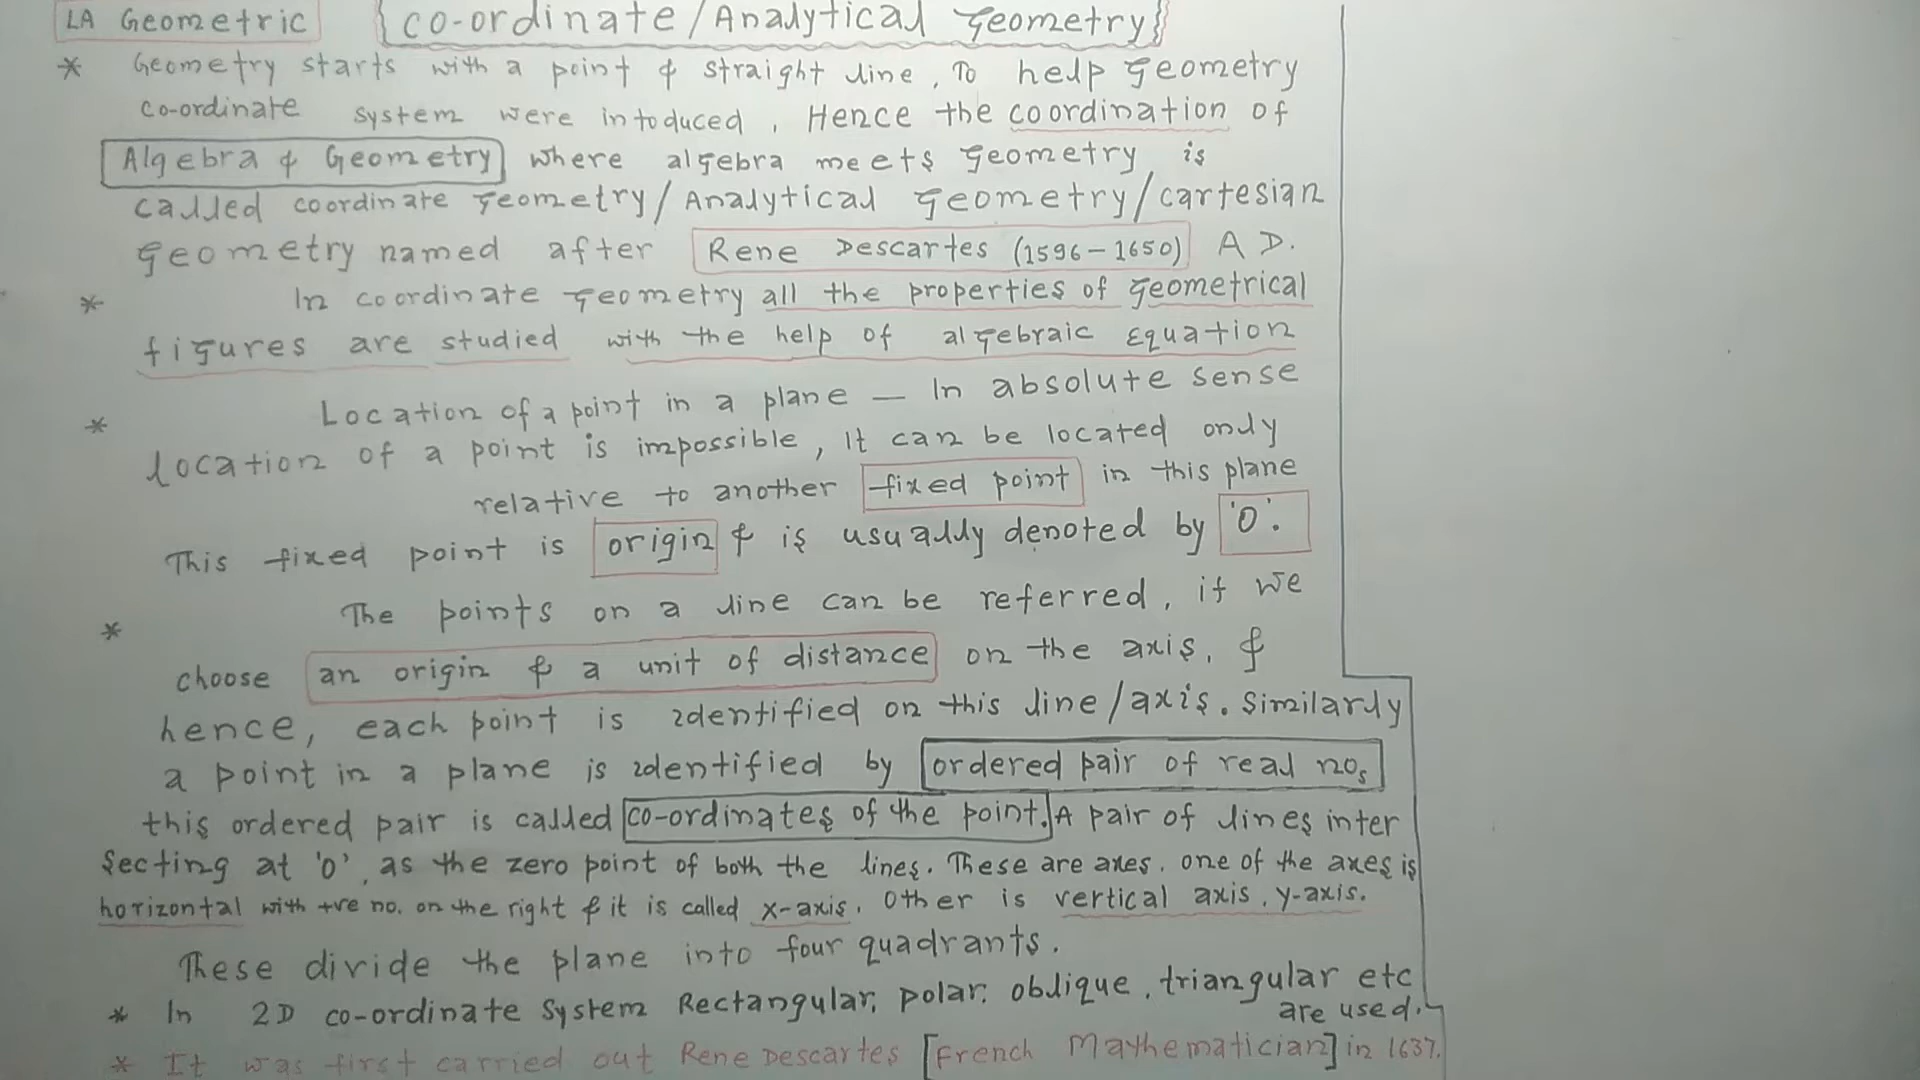 LA Geometric {co-ordinate/Analytical Geometry}
* Geometry starts with a point & straight line, To help Geometry
co-ordinate system were intoduced, Hence the coordination of
Algebra & Geometry where algebra meets Geometry is
called coordinate Geometry/Analytical Geometry/cartesian
Geometry named after Rene Descartes (1596-1650) A D.
* In coordinate Geometry all the properties of Geometrical
figures are studied with the help of algebraic Equation
* Location of a point in a plane — In absolute sense
location of a point is impossible, It can be located only
relative to another fixed point in this plane
This fixed point is origin & is usually denoted by 'O'.
* The points on a line can be referred, if we
choose an origin & a unit of distance on the axis, &
hence, each point is identified on this line/axis. Similarly
a point in a plane is identified by ordered pair of real nos
this ordered pair is called co-ordinates of the point. A pair of lines inter
secting at 'O', as the zero point of both the lines. These are axes. one of the axes is
horizontal with +ve no. on the right & it is called x-axis. Other is vertical axis, y-axis.
These divide the plane into four quadrants.
* In 2D co-ordinate System Rectangular, polar, oblique, triangular etc
are used.
* It was first carried out Rene Descartes [French Mathematician] in 1637.